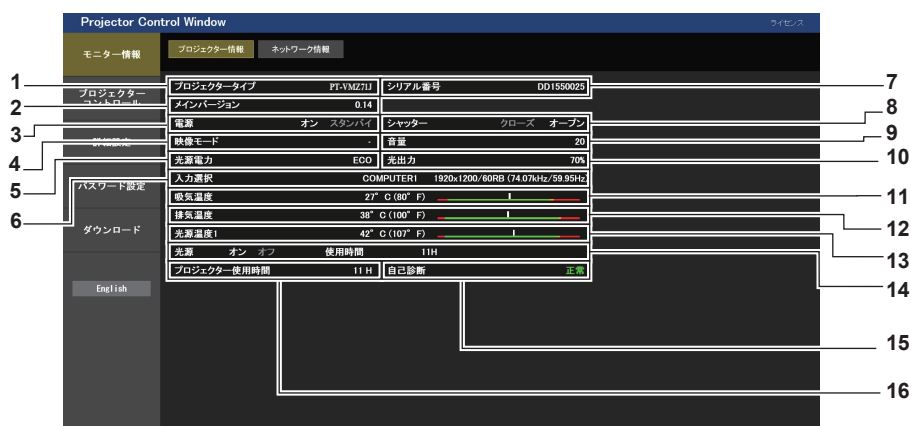 Projector Control Window
ライセンス
モニター情報
プロジェクター情報 ネットワーク情報
プロジェクター
コントロール
詳細設定
パスワード設定
ダウンロード
English
プロジェクタータイプ PT-VMZ71J シリアル番号 DD1550025
メインバージョン 0.14
電源 オン スタンバイ シャッター クローズ オープン
映像モード - 音量 20
光源電力 ECO 光出力 70%
入力選択 COMPUTER1 1920x1200/60RB (74.07kHz/59.95Hz)
吸気温度 27° C (80° F)
排気温度 38° C (100° F)
光源温度1 42° C (107° F)
光源 オン オフ 使用時間 11H
プロジェクター使用時間 11 H 自己診断 正常
1
2
3
4
5
6
7
8
9
10
11
12
13
14
15
16